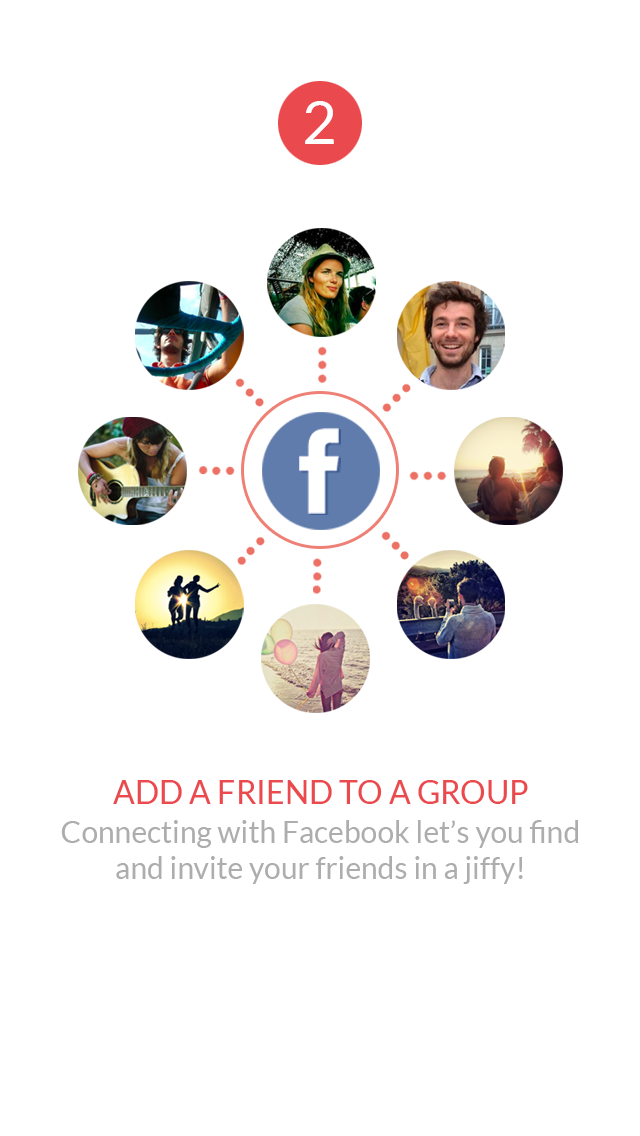 2
f
ADD A FRIEND TO A GROUP
Connecting with Facebook let’s you find
and invite your friends in a jiffy!